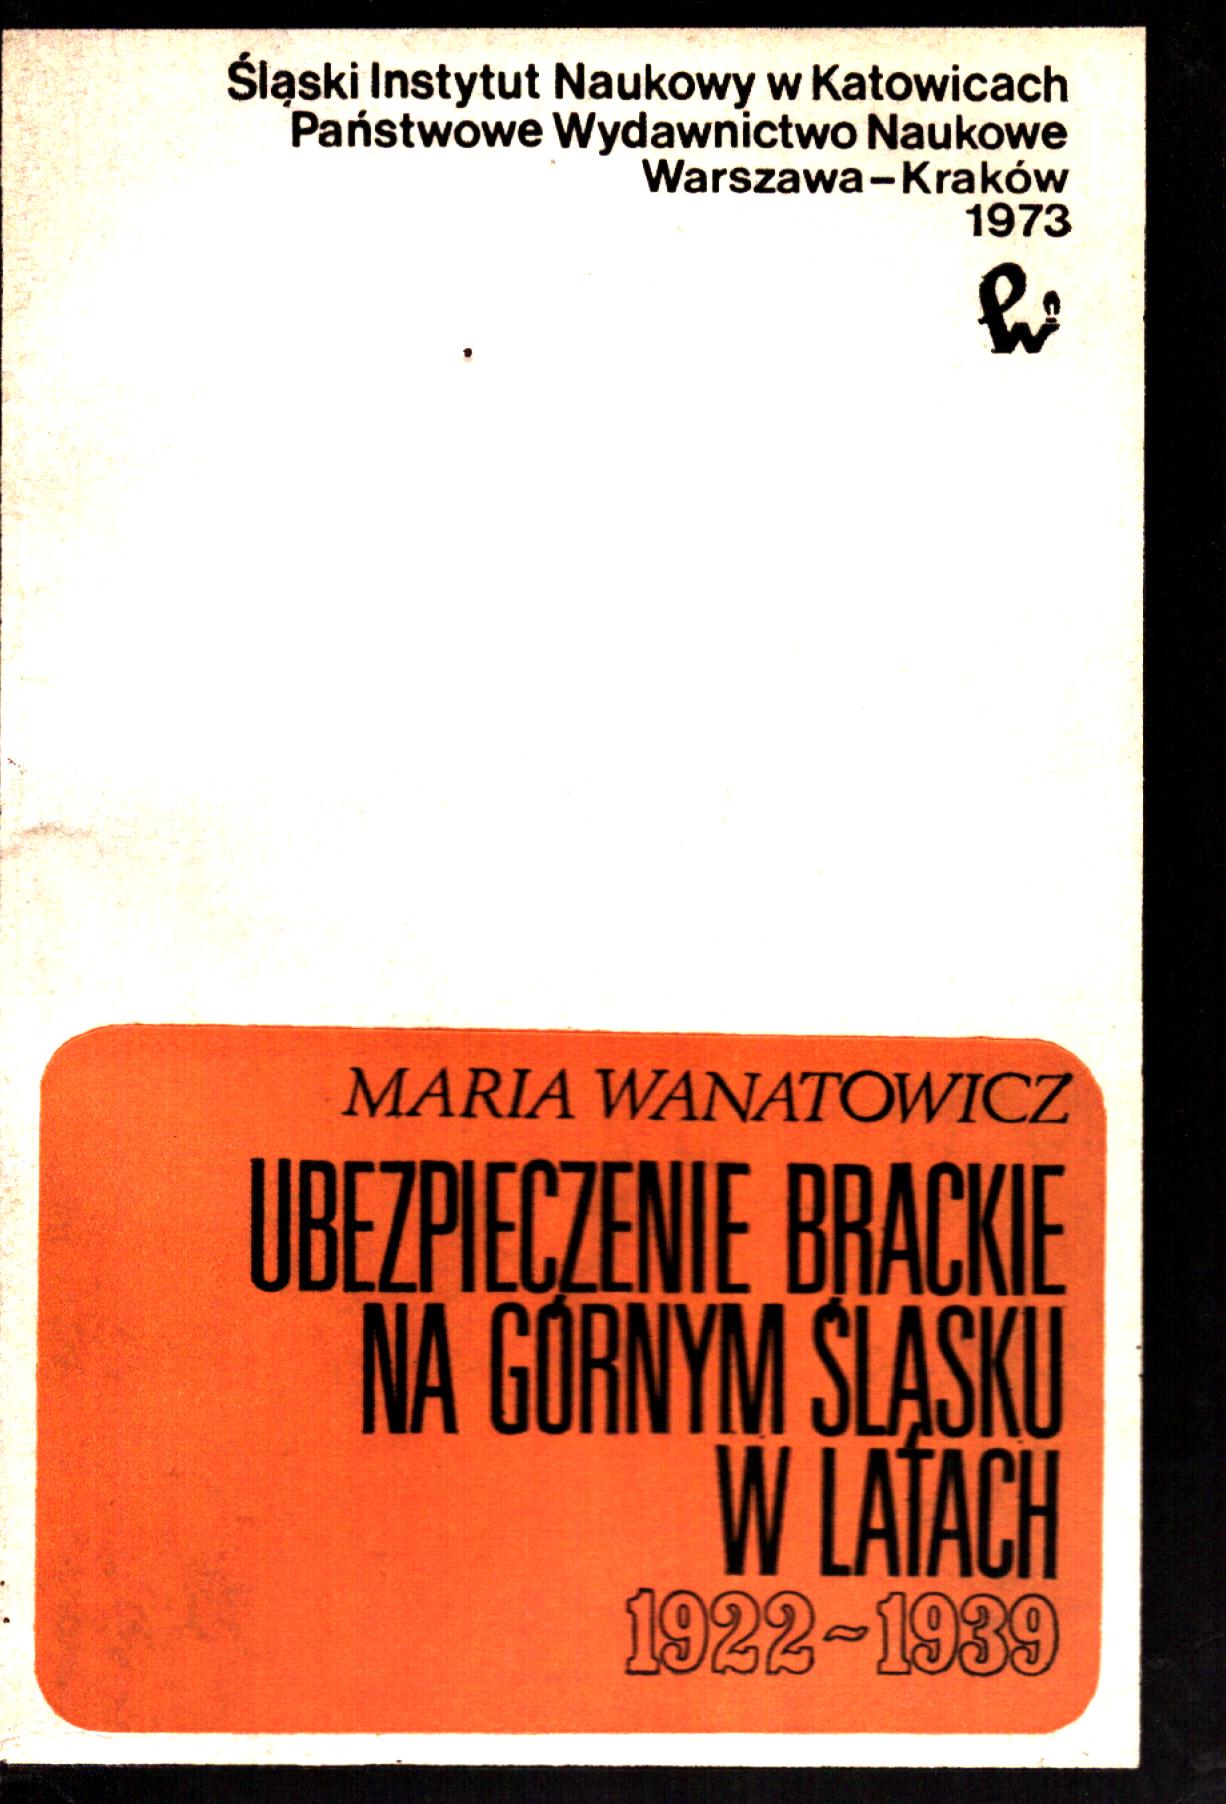 Śląski Instytut Naukowy w Katowicach
Państwowe Wydawnictwo Naukowe
Warszawa–Kraków
1973
Pw
MARIA WANATOWICZ
UBEZPIECZENIE BRACKIE
NA GÓRNYM ŚLĄSKU
W LATACH
1922~1939